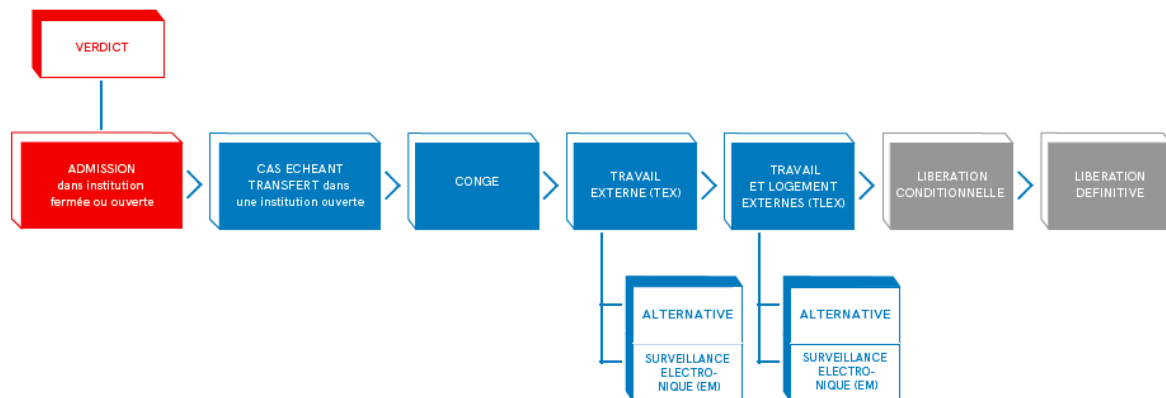 VERDICT
ADMISSION
dans institution
fermée ou ouverte
CAS ECHEANT
TRANSFERT dans
une institution ouverte
CONGE
TRAVAIL
EXTERNE (TEX)
TRAVAIL
ET LOGEMENT
EXTERNES (TLEX)
LIBERATION
CONDITIONNELLE
LIBERATION
DEFINITIVE
ALTERNATIVE
SURVEILLANCE
ELECTRO-
NIQUE (EM)
ALTERNATIVE
SURVEILLANCE
ELECTRO-
NIQUE (EM)